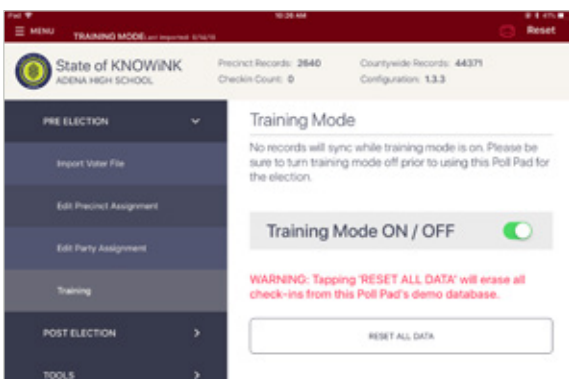 iPad
10:26 AM
47%
MENU
TRAINING MODE
Reset
State of KNOWiNK
ADENA HIGH SCHOOL
Precinct Records: 2640
Countywide Records: 44371
Checkin Count: 0
Configuration: 1.3.3
PRE ELECTION
Import Voter File
Edit Precinct Assignment
Edit Party Assignment
Training
POST ELECTION
TOOLS
Training Mode
No records will sync while training mode is on. Please be
sure to turn training mode off prior to using this Poll Pad for
the election.
Training Mode ON / OFF
WARNING: Tapping 'RESET ALL DATA' will erase all
check-ins from this Poll Pad's demo database.
RESET ALL DATA